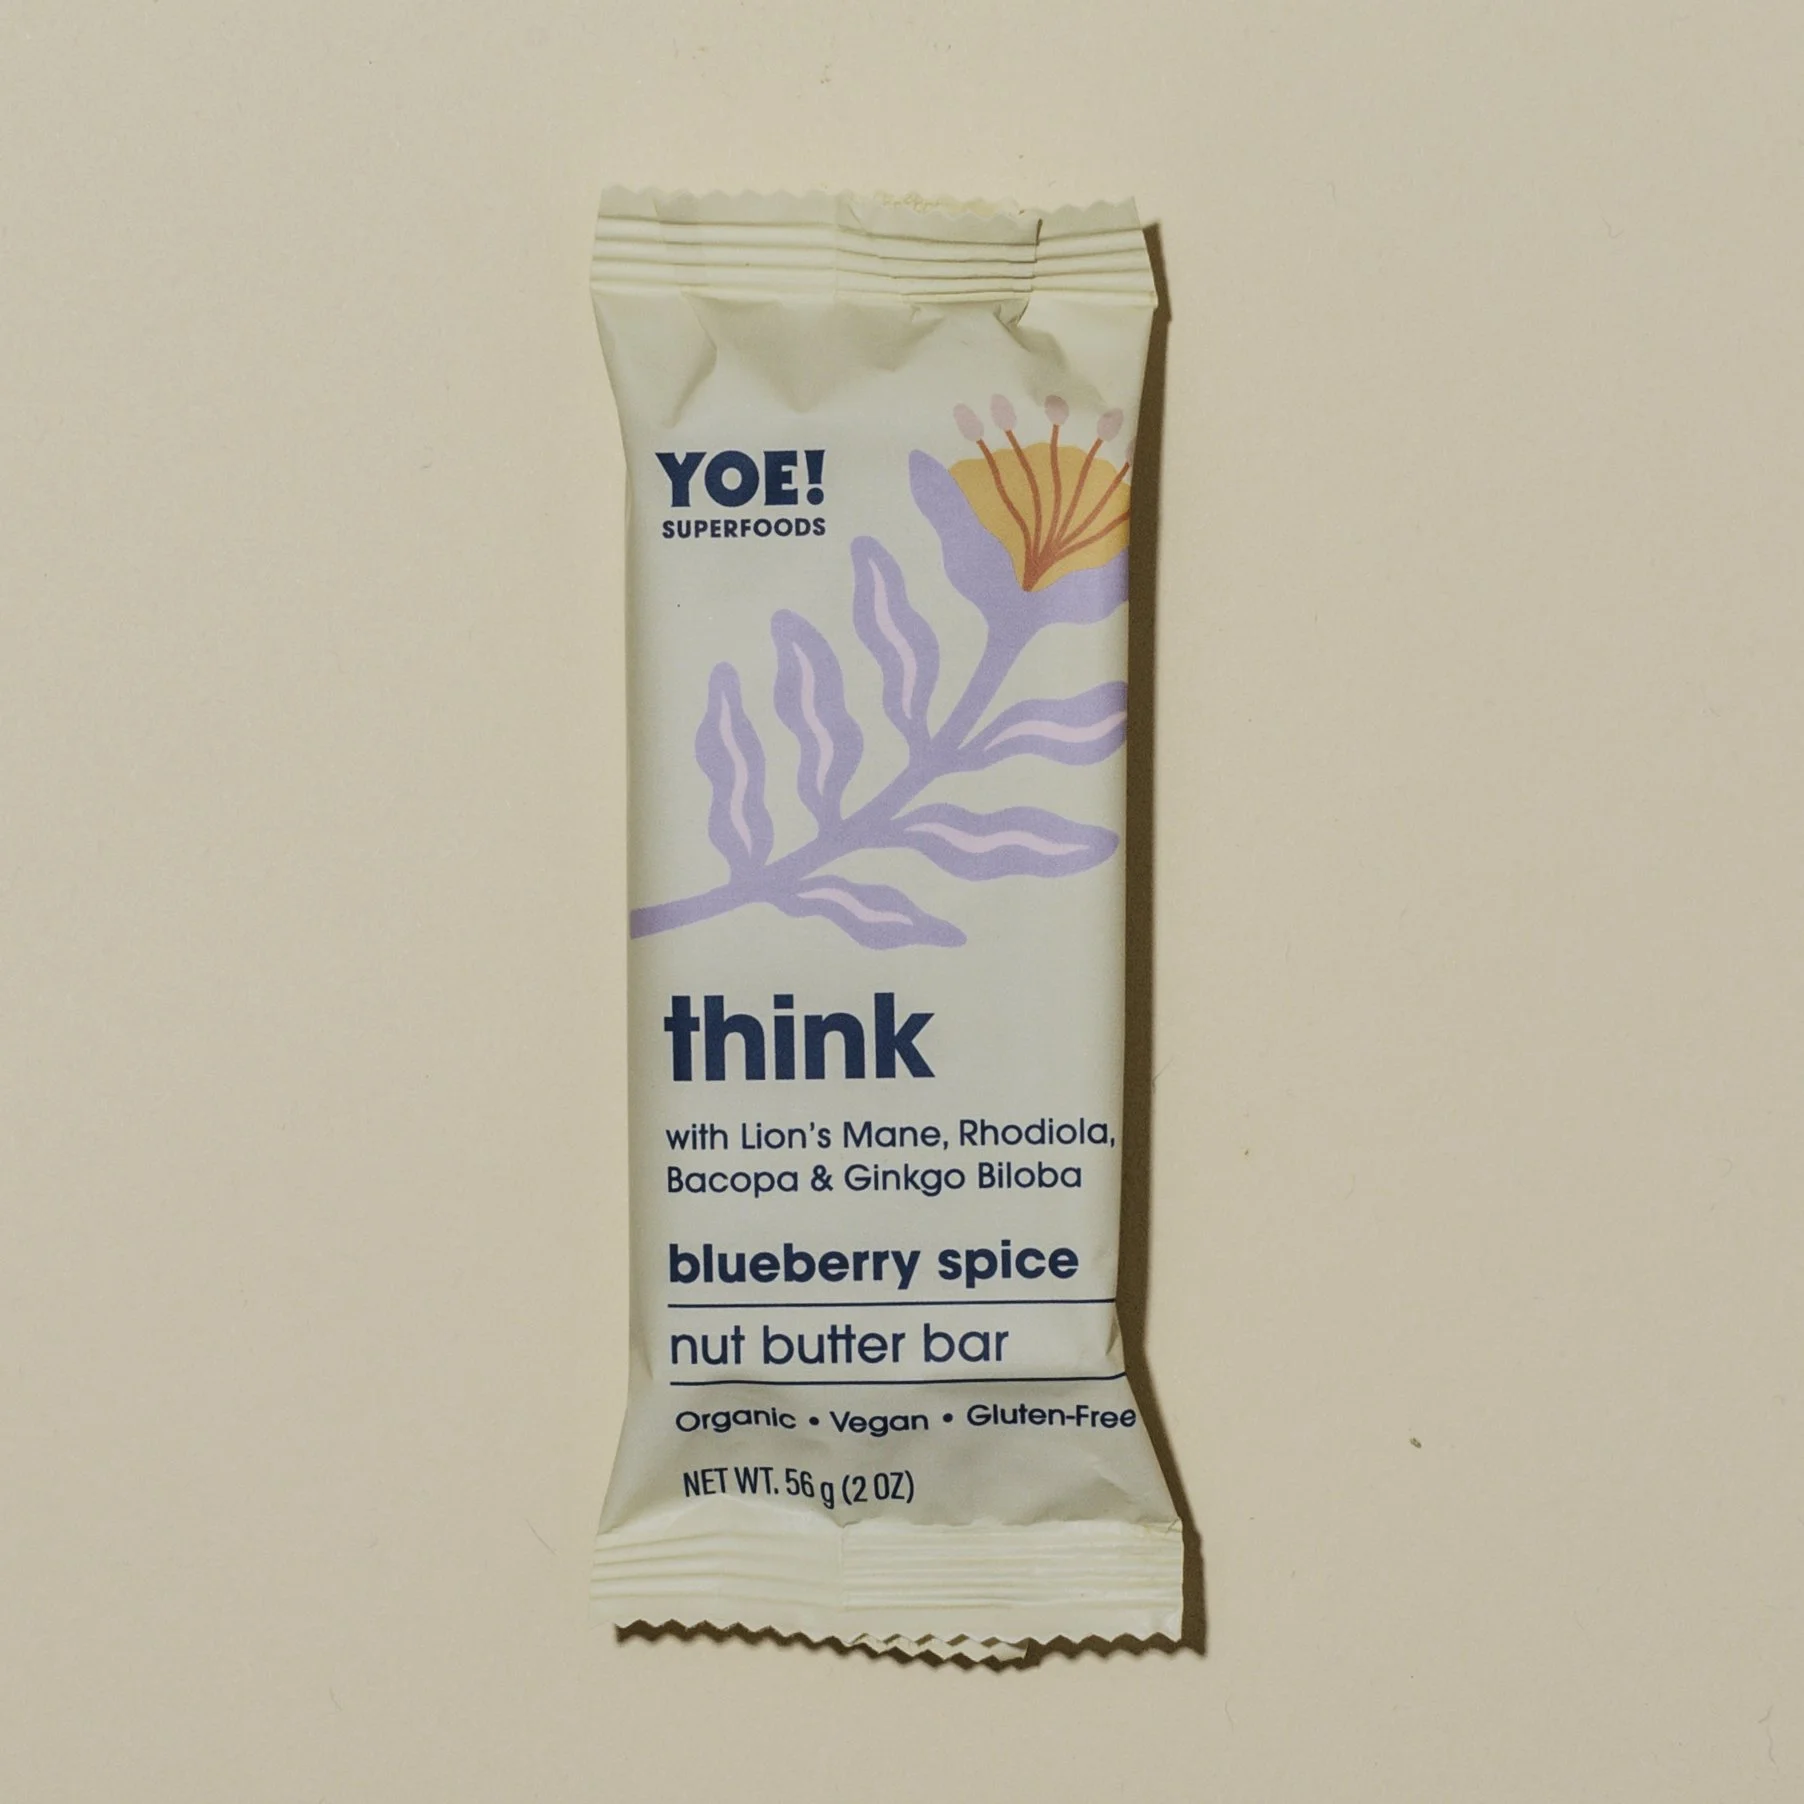 YOE!
SUPERFOODS
think
with Lion's Mane, Rhodiola,
Bacopa & Ginkgo Biloba
blueberry spice
nut butter bar
Organic • Vegan • Gluten-Free
NET WT. 56 g (2 OZ)